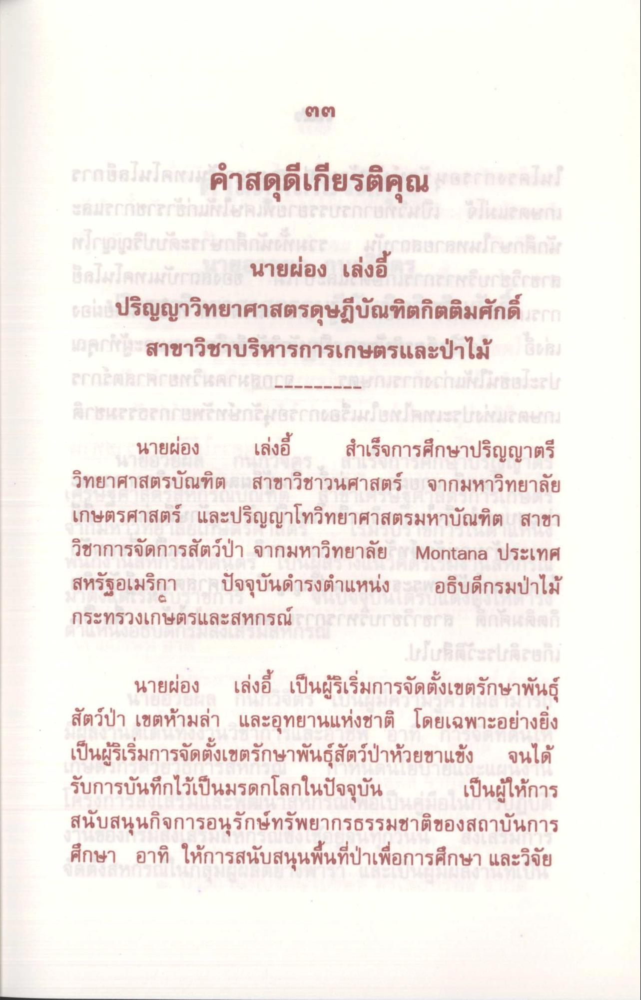 ๓๓
คำสดุดีเกียรติคุณ
นายผ่อง เล่งอี้
ปริญญาวิทยาศาสตรดุษฎีบัณฑิตกิตติมศักดิ์
สาขาวิชาบริหารการเกษตรและป่าไม้
---------
นายผ่อง เล่งอี้ สำเร็จการศึกษาปริญญาตรี
วิทยาศาสตรบัณฑิต สาขาวิชาวนศาสตร์ จากมหาวิทยาลัย
เกษตรศาสตร์ และปริญญาโทวิทยาศาสตรมหาบัณฑิต สาขา
วิชาการจัดการสัตว์ป่า จากมหาวิทยาลัย Montana ประเทศ
สหรัฐอเมริกา ปัจจุบันดำรงตำแหน่ง อธิบดีกรมป่าไม้
กระทรวงเกษตรและสหกรณ์
นายผ่อง เล่งอี้ เป็นผู้ริเริ่มการจัดตั้งเขตรักษาพันธุ์
สัตว์ป่า เขตห้ามล่า และอุทยานแห่งชาติ โดยเฉพาะอย่างยิ่ง
เป็นผู้ริเริ่มการจัดตั้งเขตรักษาพันธุ์สัตว์ป่าห้วยขาแข้ง จนได้
รับการบันทึกไว้เป็นมรดกโลกในปัจจุบัน เป็นผู้ให้การ
สนับสนุนกิจการอนุรักษ์ทรัพยากรธรรมชาติของสถาบันการ
ศึกษา อาทิ ให้การสนับสนุนพื้นที่ป่าเพื่อการศึกษา และวิจัย